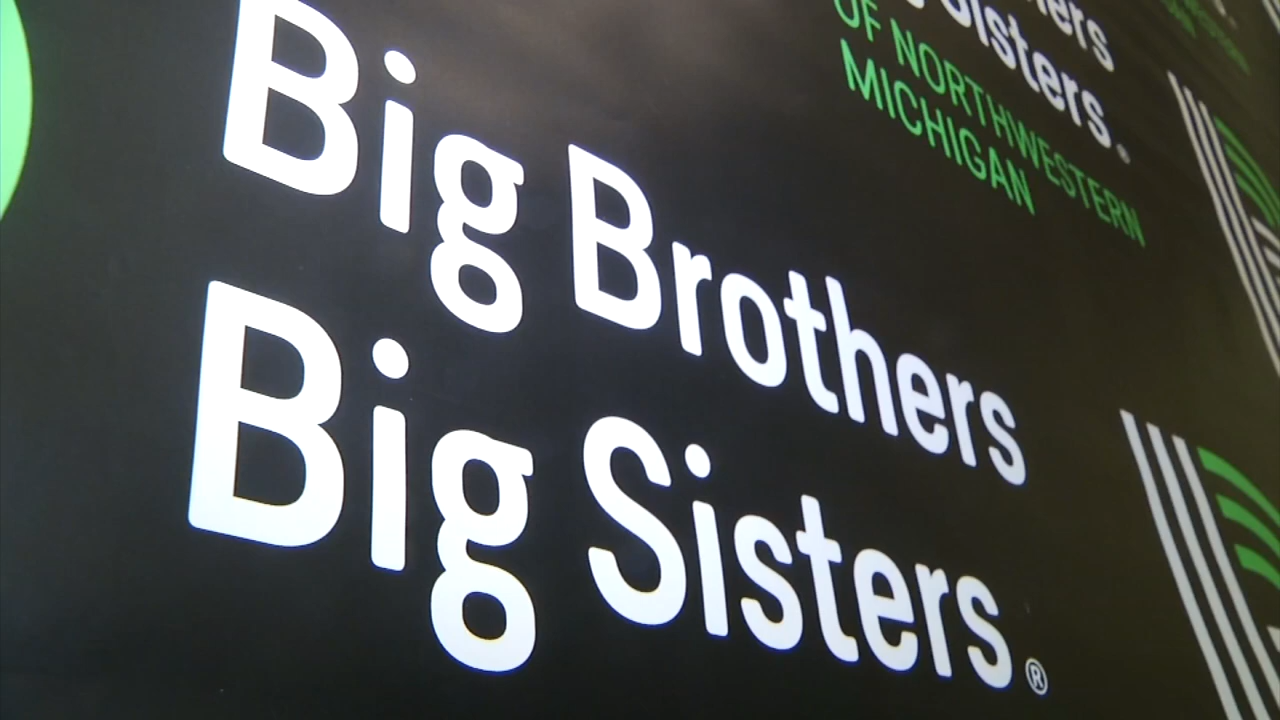 Big Brothers
Big Sisters®
Sisters.
OF NORTHWESTERN
MICHIGAN